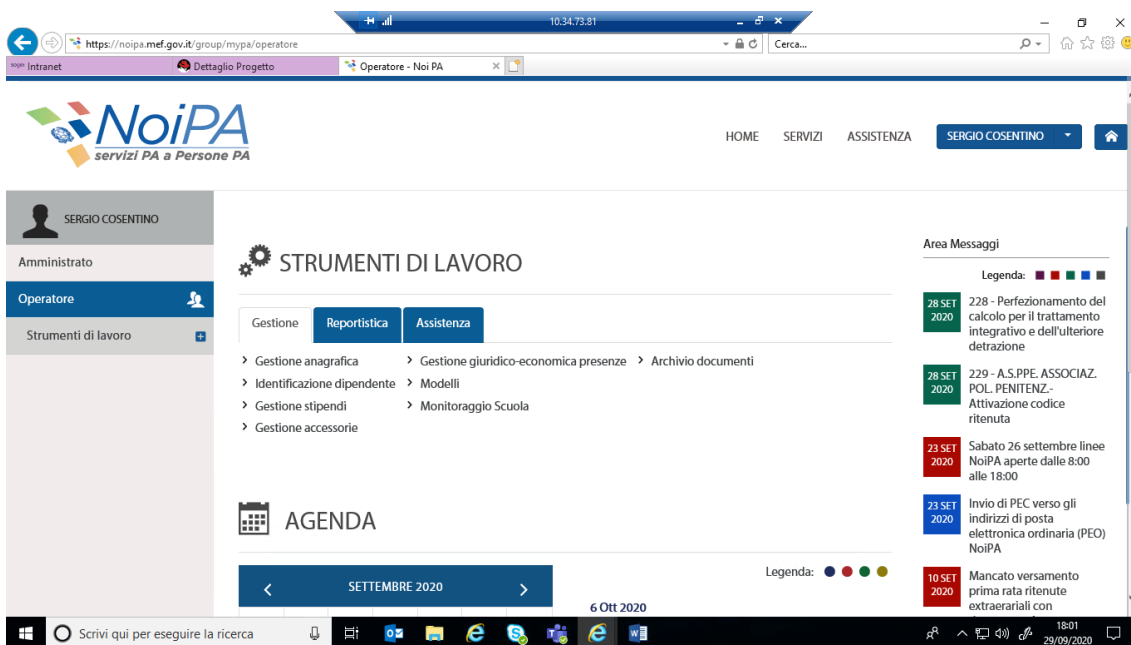 10.34.73.81
https://noipa.mef.gov.it/group/mypa/operatore
Cerca...
Intranet
Dettaglio Progetto
Operatore - Noi PA
NoiPA
servizi PA a Persone PA
HOME SERVIZI ASSISTENZA
SERGIO COSENTINO
SERGIO COSENTINO
Amministrato
Operatore
Strumenti di lavoro
STRUMENTI DI LAVORO
Gestione Reportistica Assistenza
Gestione anagrafica
Identificazione dipendente
Gestione stipendi
Gestione accessorie
Gestione giuridico-economica presenze
Modelli
Monitoraggio Scuola
Archivio documenti
AGENDA
Legenda:
SETTEMBRE 2020
6 Ott 2020
Area Messaggi
Legenda:
28 SET
2020
228 - Perfezionamento del
calcolo per il trattamento
integrativo e dell'ulteriore
detrazione
28 SET
2020
229 - A.S.PPE. ASSOCIAZ.
POL. PENITENZ.-
Attivazione codice
ritenuta
23 SET
2020
Sabato 26 settembre linee
NoiPA aperte dalle 8:00
alle 18:00
23 SET
2020
Invio di PEC verso gli
indirizzi di posta
elettronica ordinaria (PEO)
NoiPA
10 SET
2020
Mancato versamento
prima rata ritenute
extraerariali con
Scrivi qui per eseguire la ricerca
18:01
29/09/2020